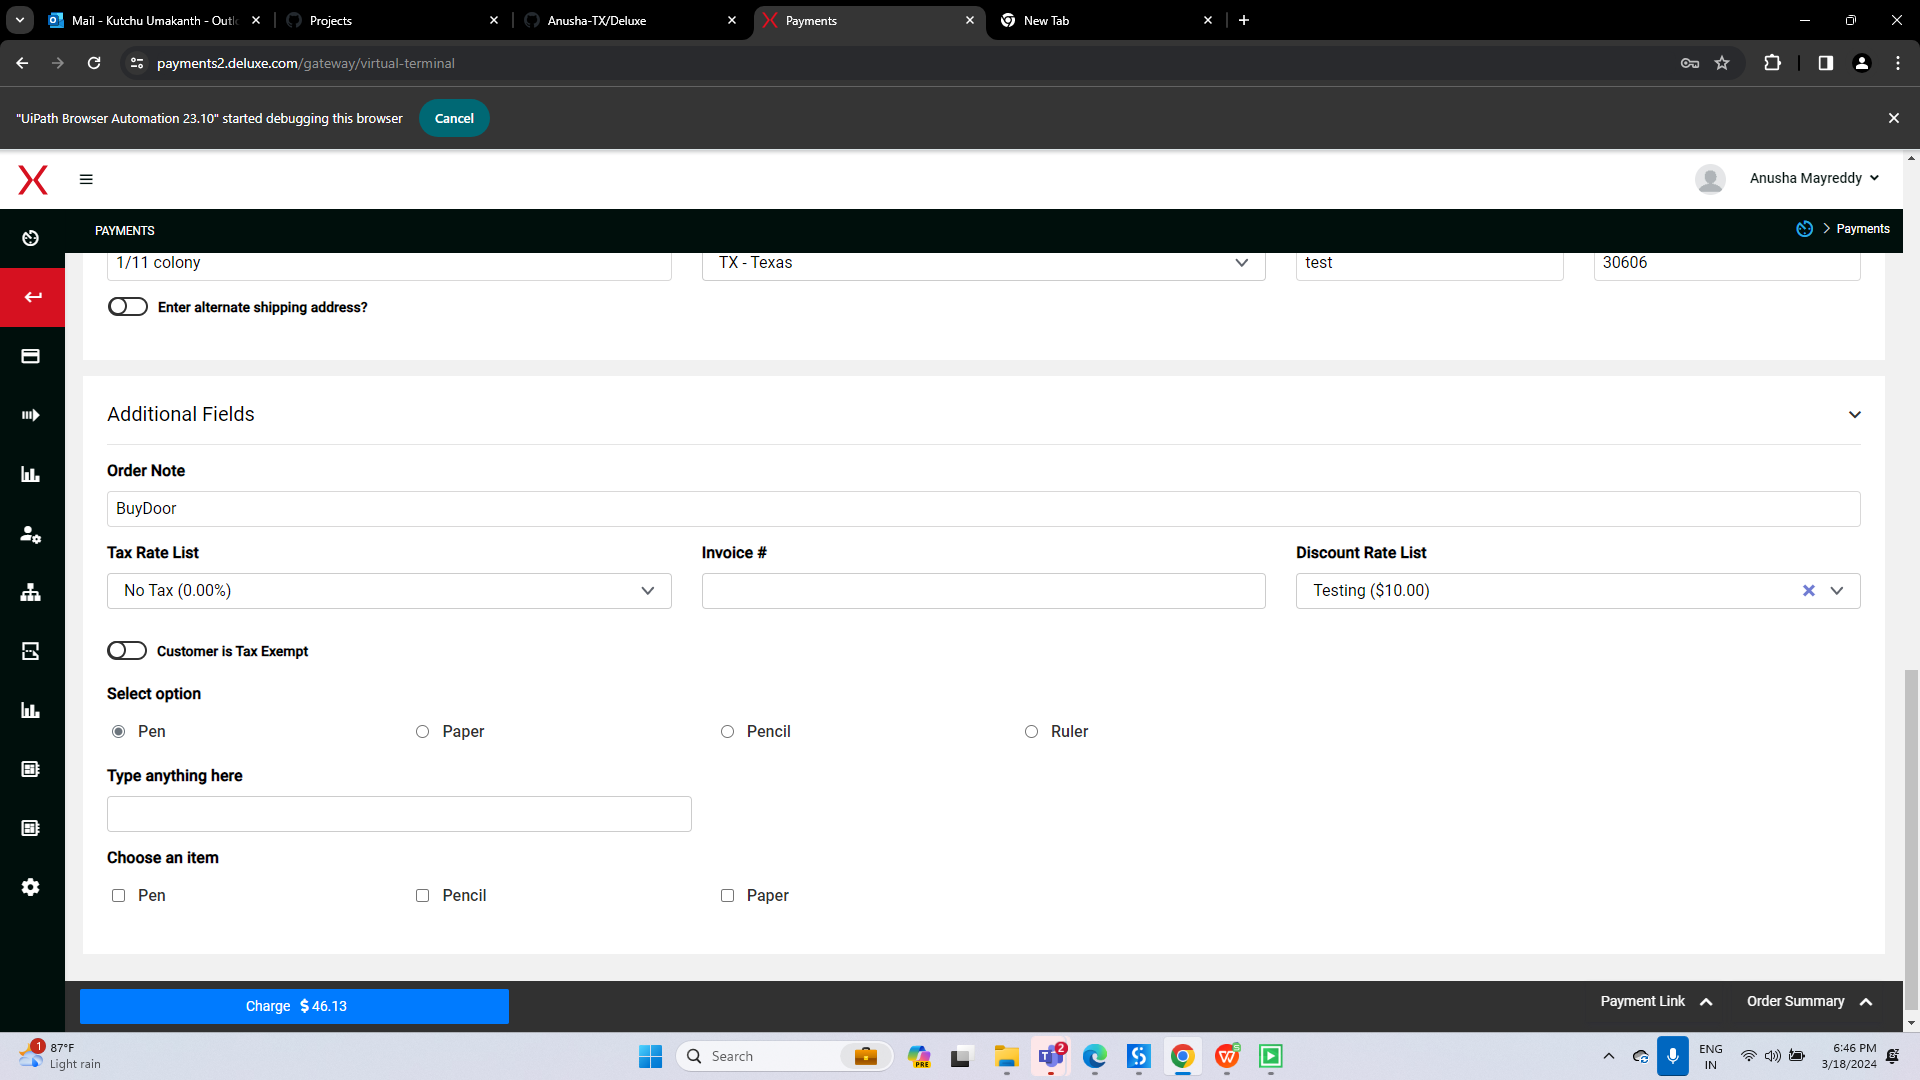 Mail - Kutchu Umakanth - Outl
Projects
Anusha-TX/Deluxe
Payments
New Tab
payments2.deluxe.com/gateway/virtual-terminal
"UiPath Browser Automation 23.10" started debugging this browser
Cancel
Anusha Mayreddy
PAYMENTS
Payments
1/11 colony
TX - Texas
test
30606
Enter alternate shipping address?
Additional Fields
Order Note
BuyDoor
Tax Rate List
Invoice #
Discount Rate List
No Tax (0.00%)
Testing ($10.00)
Customer is Tax Exempt
Select option
Pen
Paper
Pencil
Ruler
Type anything here
Choose an item
Pen
Pencil
Paper
Charge $ 46.13
Payment Link
Order Summary
1
87°F
Light rain
Search
PRE
2
ENG
IN
6:46 PM
3/18/2024